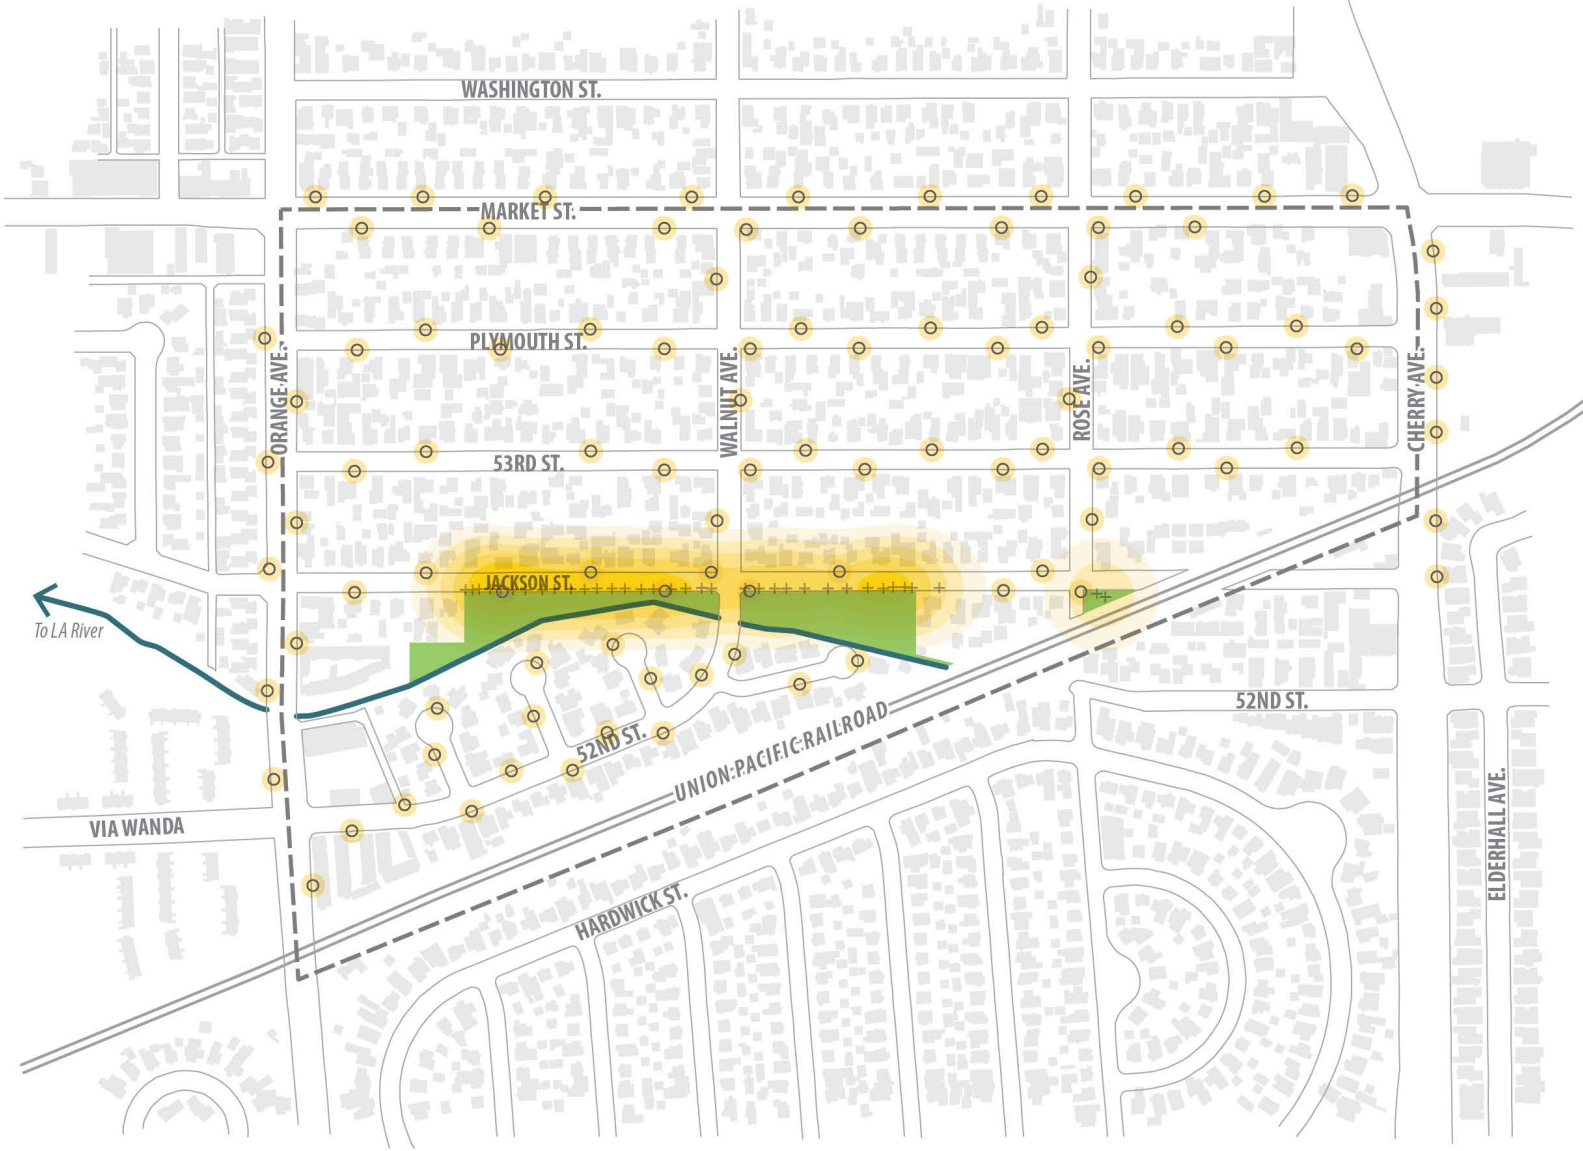 WASHINGTON ST.
MARKET ST.
PLYMOUTH ST.
ORANGE AVE.
WALNUT AVE.
ROSE AVE.
CHERRY AVE.
53RD ST.
JACKSON ST.
To LA River
52ND ST.
52ND ST.
UNION PACIFIC RAILROAD
VIA WANDA
ELDERHALL AVE.
HARDWICK ST.